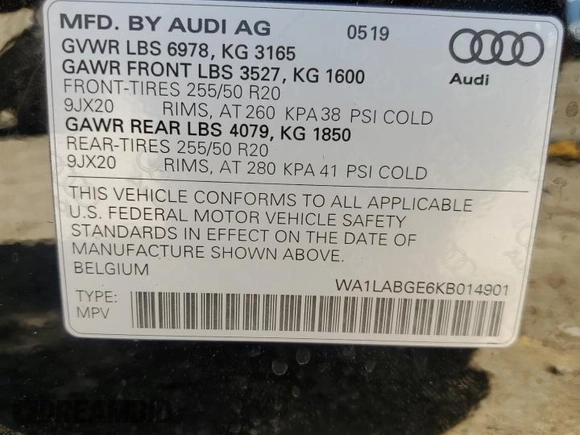 MFD. BY AUDI AG 0519
GVWR LBS 6978, KG 3165
GAWR FRONT LBS 3527, KG 1600
FRONT-TIRES 255/50 R20
9JX20 RIMS, AT 260 KPA 38 PSI COLD
GAWR REAR LBS 4079, KG 1850
REAR-TIRES 255/50 R20
9JX20 RIMS, AT 280 KPA 41 PSI COLD
Audi
THIS VEHICLE CONFORMS TO ALL APPLICABLE
U.S. FEDERAL MOTOR VEHICLE SAFETY
STANDARDS IN EFFECT ON THE DATE OF
MANUFACTURE SHOWN ABOVE.
BELGIUM WA1LABGE6KB014901
TYPE:
MPV